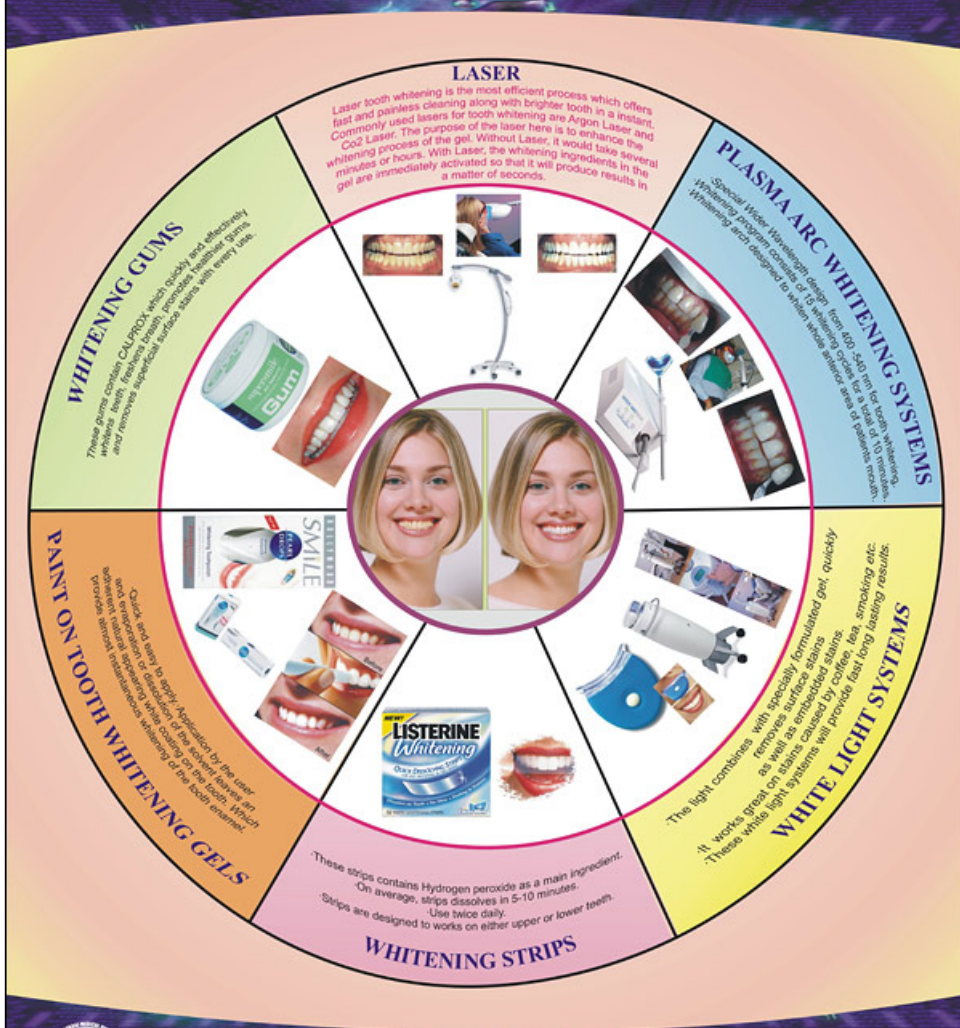 LASER
Laser tooth whitening is the most efficient process which offers
fast and painless cleaning along with brighter tooth in a instant.
Commonly used lasers for tooth whitening are Argon Laser and
Co2 Laser. The purpose of the laser here is to enhance the
whitening process of the gel. Without Laser, it would take several
minutes or hours. With Laser, the whitening ingredients in the
gel are immediately activated so that it will produce results in
a matter of seconds.
PLASMA ARC WHITENING SYSTEMS
·Special Wider Wavelength design from 400 -540 nm for tooth whitening,
·Whitening program consists of 15 whitening cycles for a total of 10 minutes.
·Whitening arch designed to whiten whole anterior area of patients mouth.
·The light combines with specially formulated gel, quickly
removes surface stains
as well as embedded stains.
·It works great on stains caused by coffee, tea, smoking etc.
·These white light systems will provide fast long lasting results.
WHITE LIGHT SYSTEMS
NEW!
LISTERINE
Whitening
QUICK DISSOLVING STRIPS
·These strips contains Hydrogen peroxide as a main ingredient.
·On average, strips dissolves in 5-10 minutes.
·Use twice daily.
·Strips are designed to works on either upper or lower teeth.
WHITENING STRIPS
PAINT ON TOOTH WHITENING GELS
·Quick and easy to apply: Application by the user
and evaporation or dissolution of the solvent leaves an
adherent natural appearing white coating on the tooth. Which
provide almost instantaneous whitening of the tooth enamel.
HOLLYWOOD
SMILE
PEARL
DROPS
Before
After
WHITENING GUMS
These gums contain CALPROX which quickly and effectively
whitens teeth, freshens breath, promotes healthier gums
and removes superficial surface stains with every use.
Gum